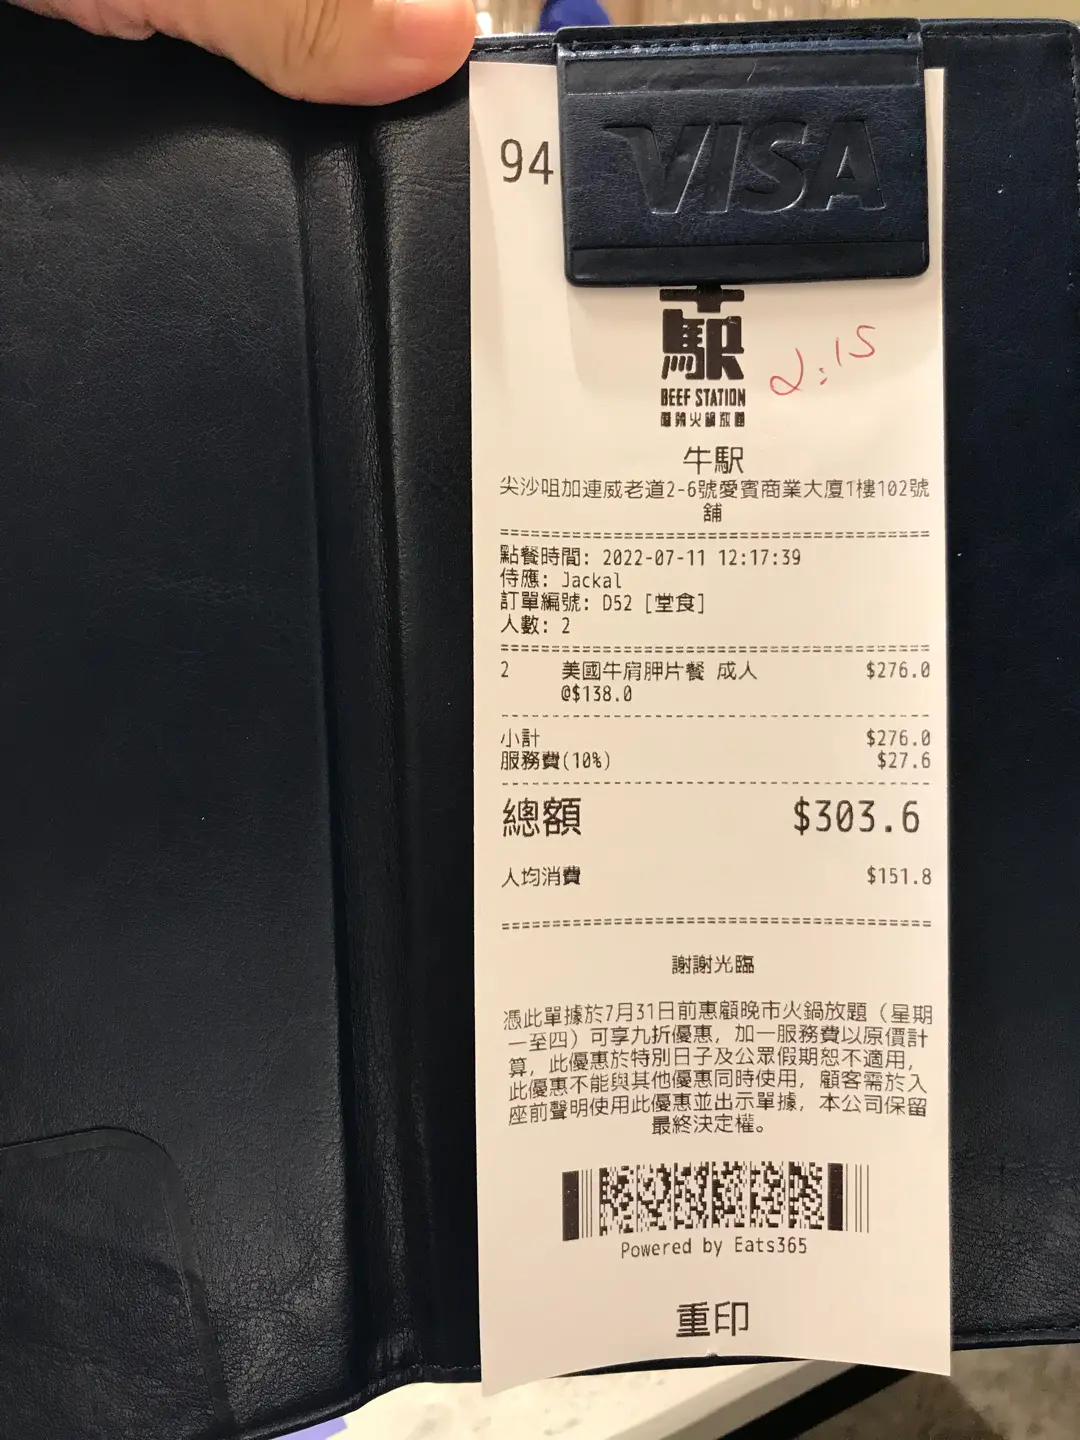 94
VISA
2:15
BEEF STATION
牛駅
尖沙咀加連威老道2-6號愛賓商業大廈1樓102號
舖
點餐時間: 2022-07-11 12:17:39
侍應: Jackal
訂單編號: D52 [堂食]
人數: 2
2 美國牛肩胛片餐 成人 $276.0
@$138.0
小計 $276.0
服務費(10%) $27.6
總額 $303.6
人均消費 $151.8
謝謝光臨
憑此單據於7月31日前惠顧晚市火鍋放題（星期
一至四）可享九折優惠, 加一服務費以原價計
算, 此優惠於特別日子及公眾假期恕不適用,
此優惠不能與其他優惠同時使用, 顧客需於入
座前聲明使用此優惠並出示單據, 本公司保留
最終決定權。
Powered by Eats365
重印